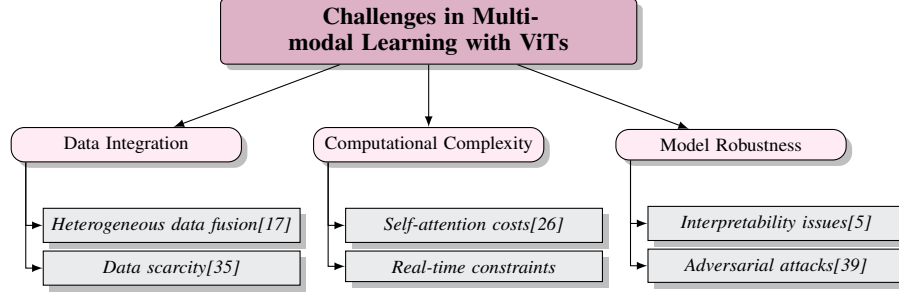 Challenges in Multi-
modal Learning with ViTs
Data Integration
Computational Complexity
Model Robustness
Heterogeneous data fusion[17]
Self-attention costs[26]
Interpretability issues[5]
Data scarcity[35]
Real-time constraints
Adversarial attacks[39]